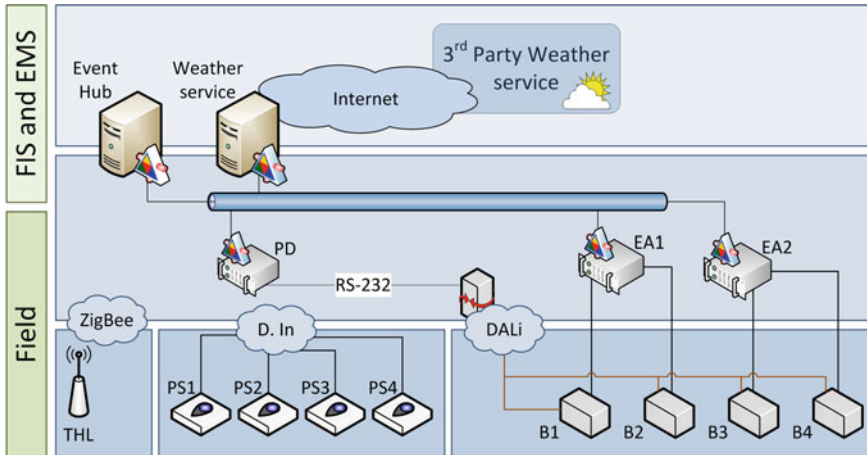 FIS and EMS
Event
Hub
Weather
service
Internet
3rd Party Weather
service
Field
PD
EA1
EA2
RS-232
ZigBee
D. In
DALi
THL
PS1
PS2
PS3
PS4
B1
B2
B3
B4